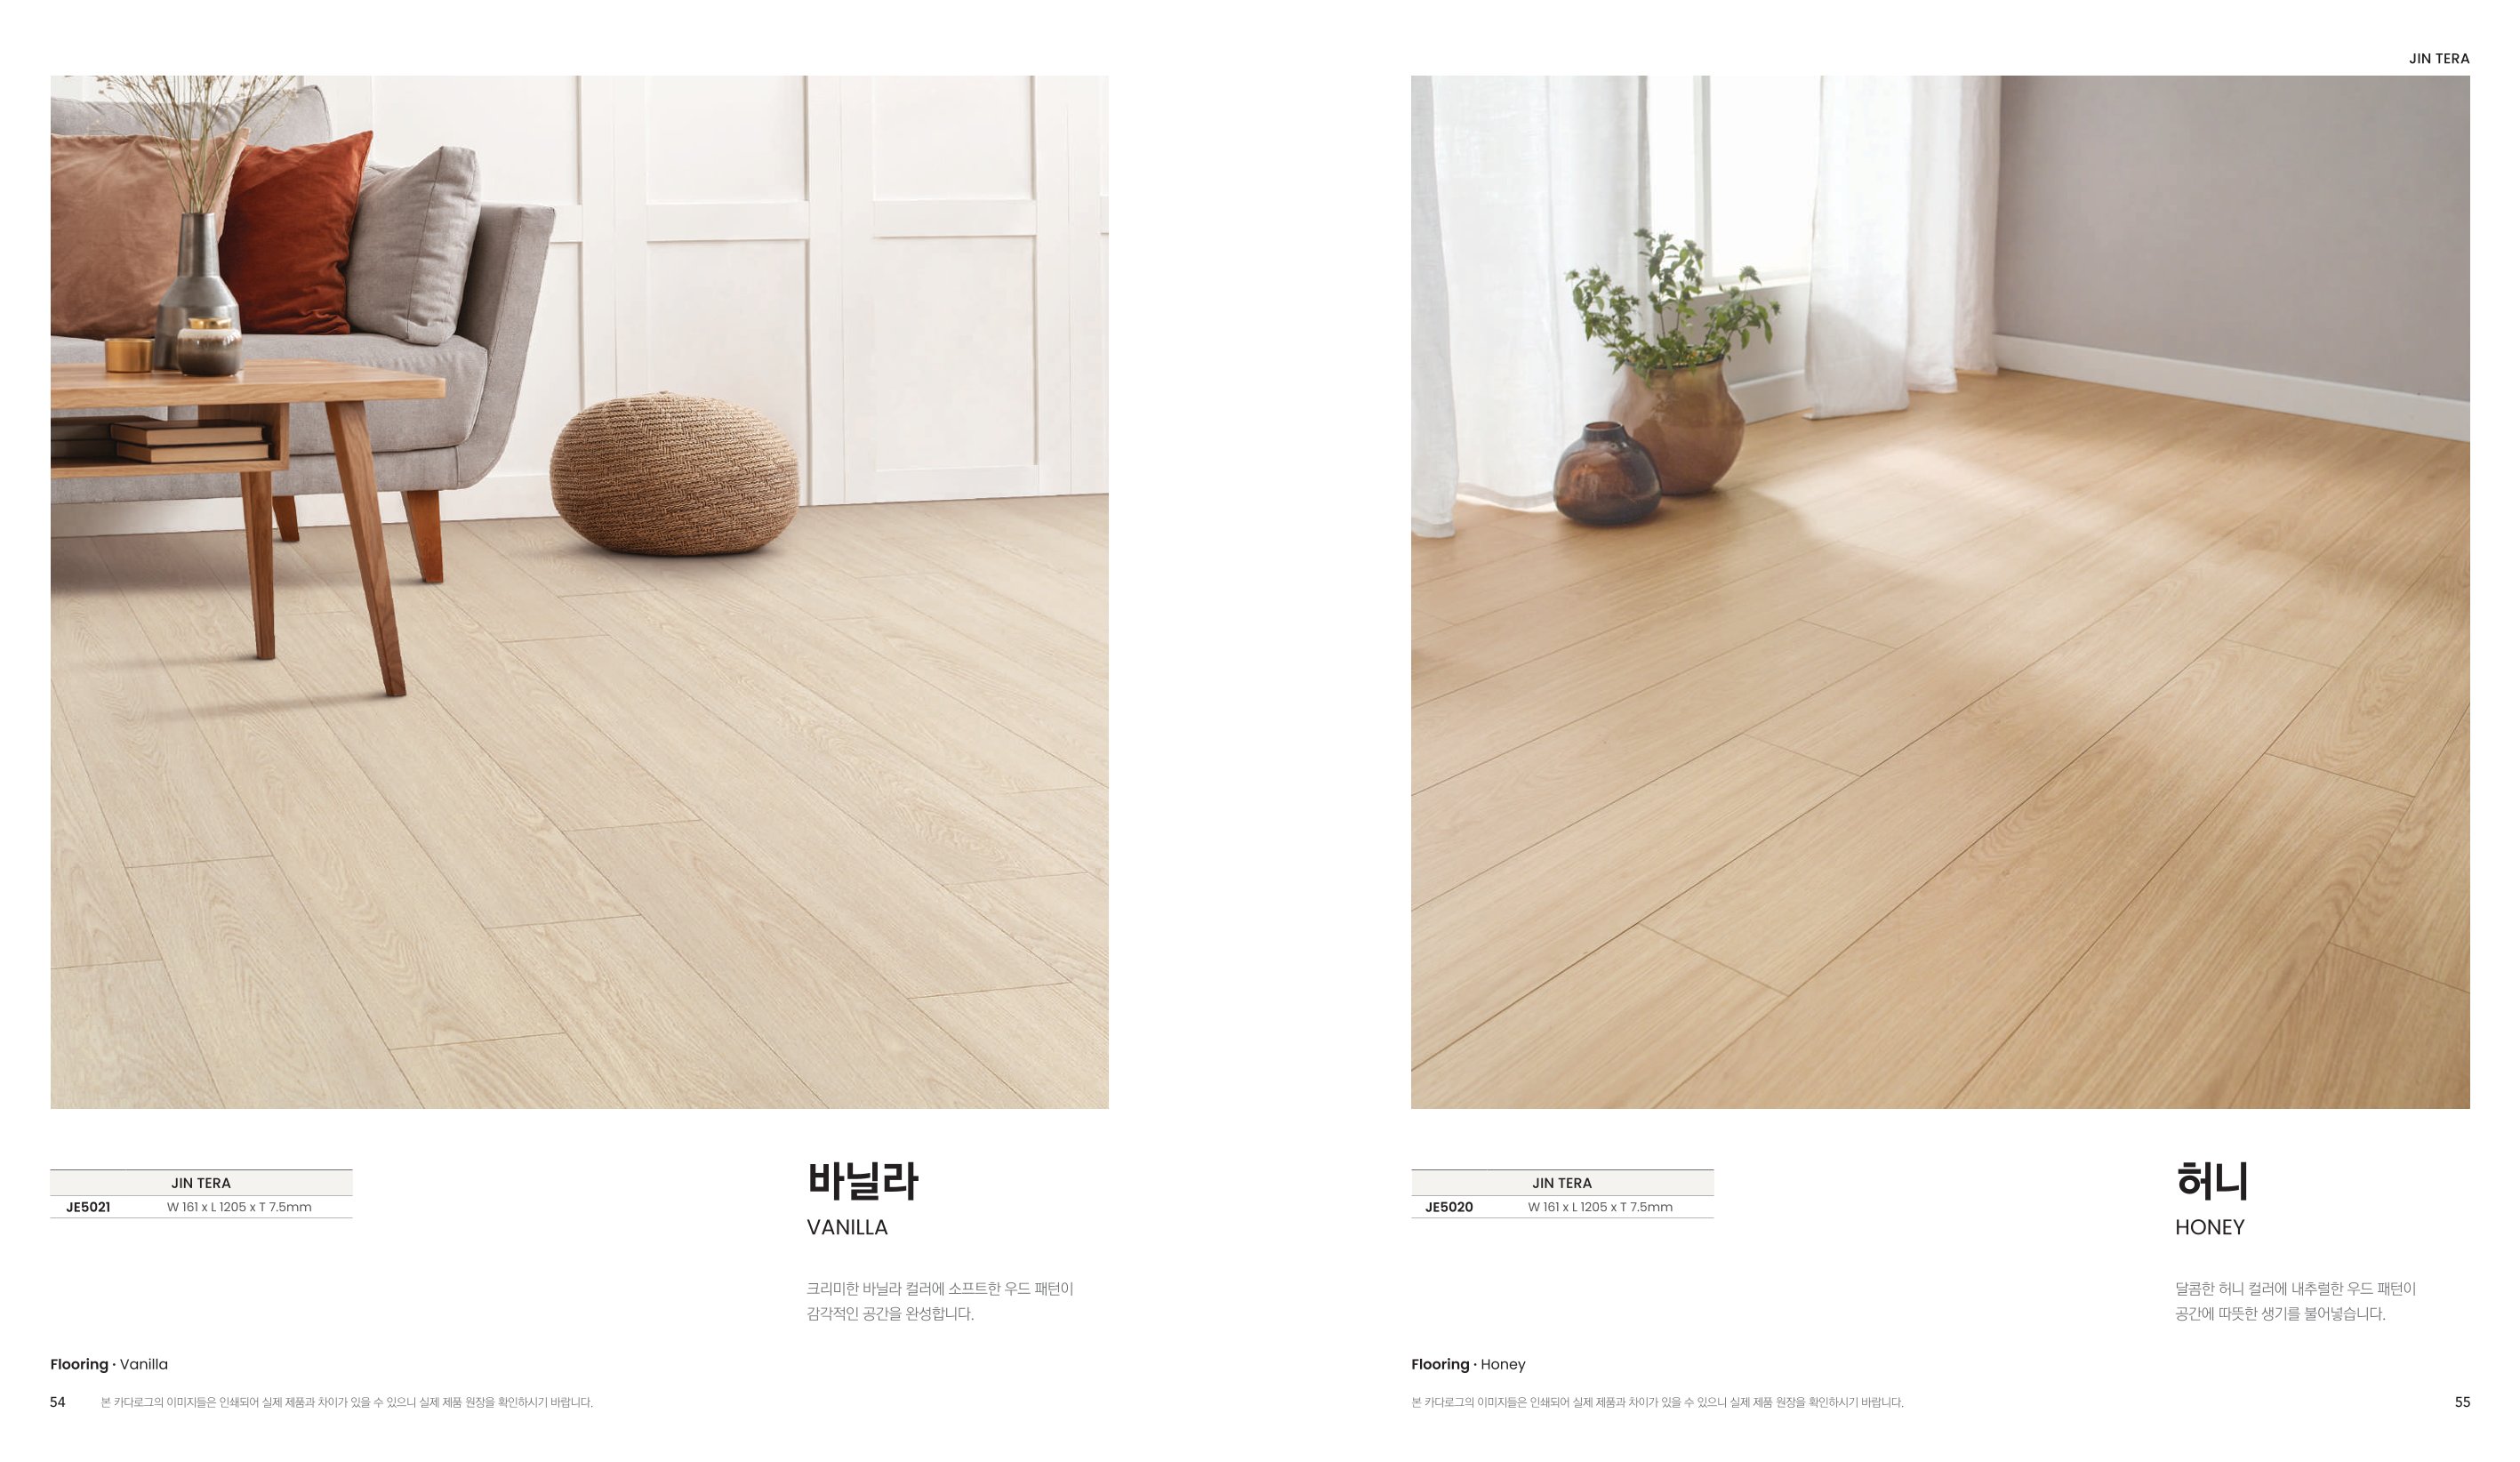 JIN TERA
JIN TERA
JE5021 W 161 x L 1205 x T 7.5mm
바닐라
VANILLA
크리미한 바닐라 컬러에 소프트한 우드 패턴이
감각적인 공간을 완성합니다.
Flooring · Vanilla
54 본 카다로그의 이미지들은 인쇄되어 실제 제품과 차이가 있을 수 있으니 실제 제품 원장을 확인하시기 바랍니다.
JIN TERA
JE5020 W 161 x L 1205 x T 7.5mm
허니
HONEY
달콤한 허니 컬러에 내추럴한 우드 패턴이
공간에 따뜻한 생기를 불어넣습니다.
Flooring · Honey
본 카다로그의 이미지들은 인쇄되어 실제 제품과 차이가 있을 수 있으니 실제 제품 원장을 확인하시기 바랍니다. 55